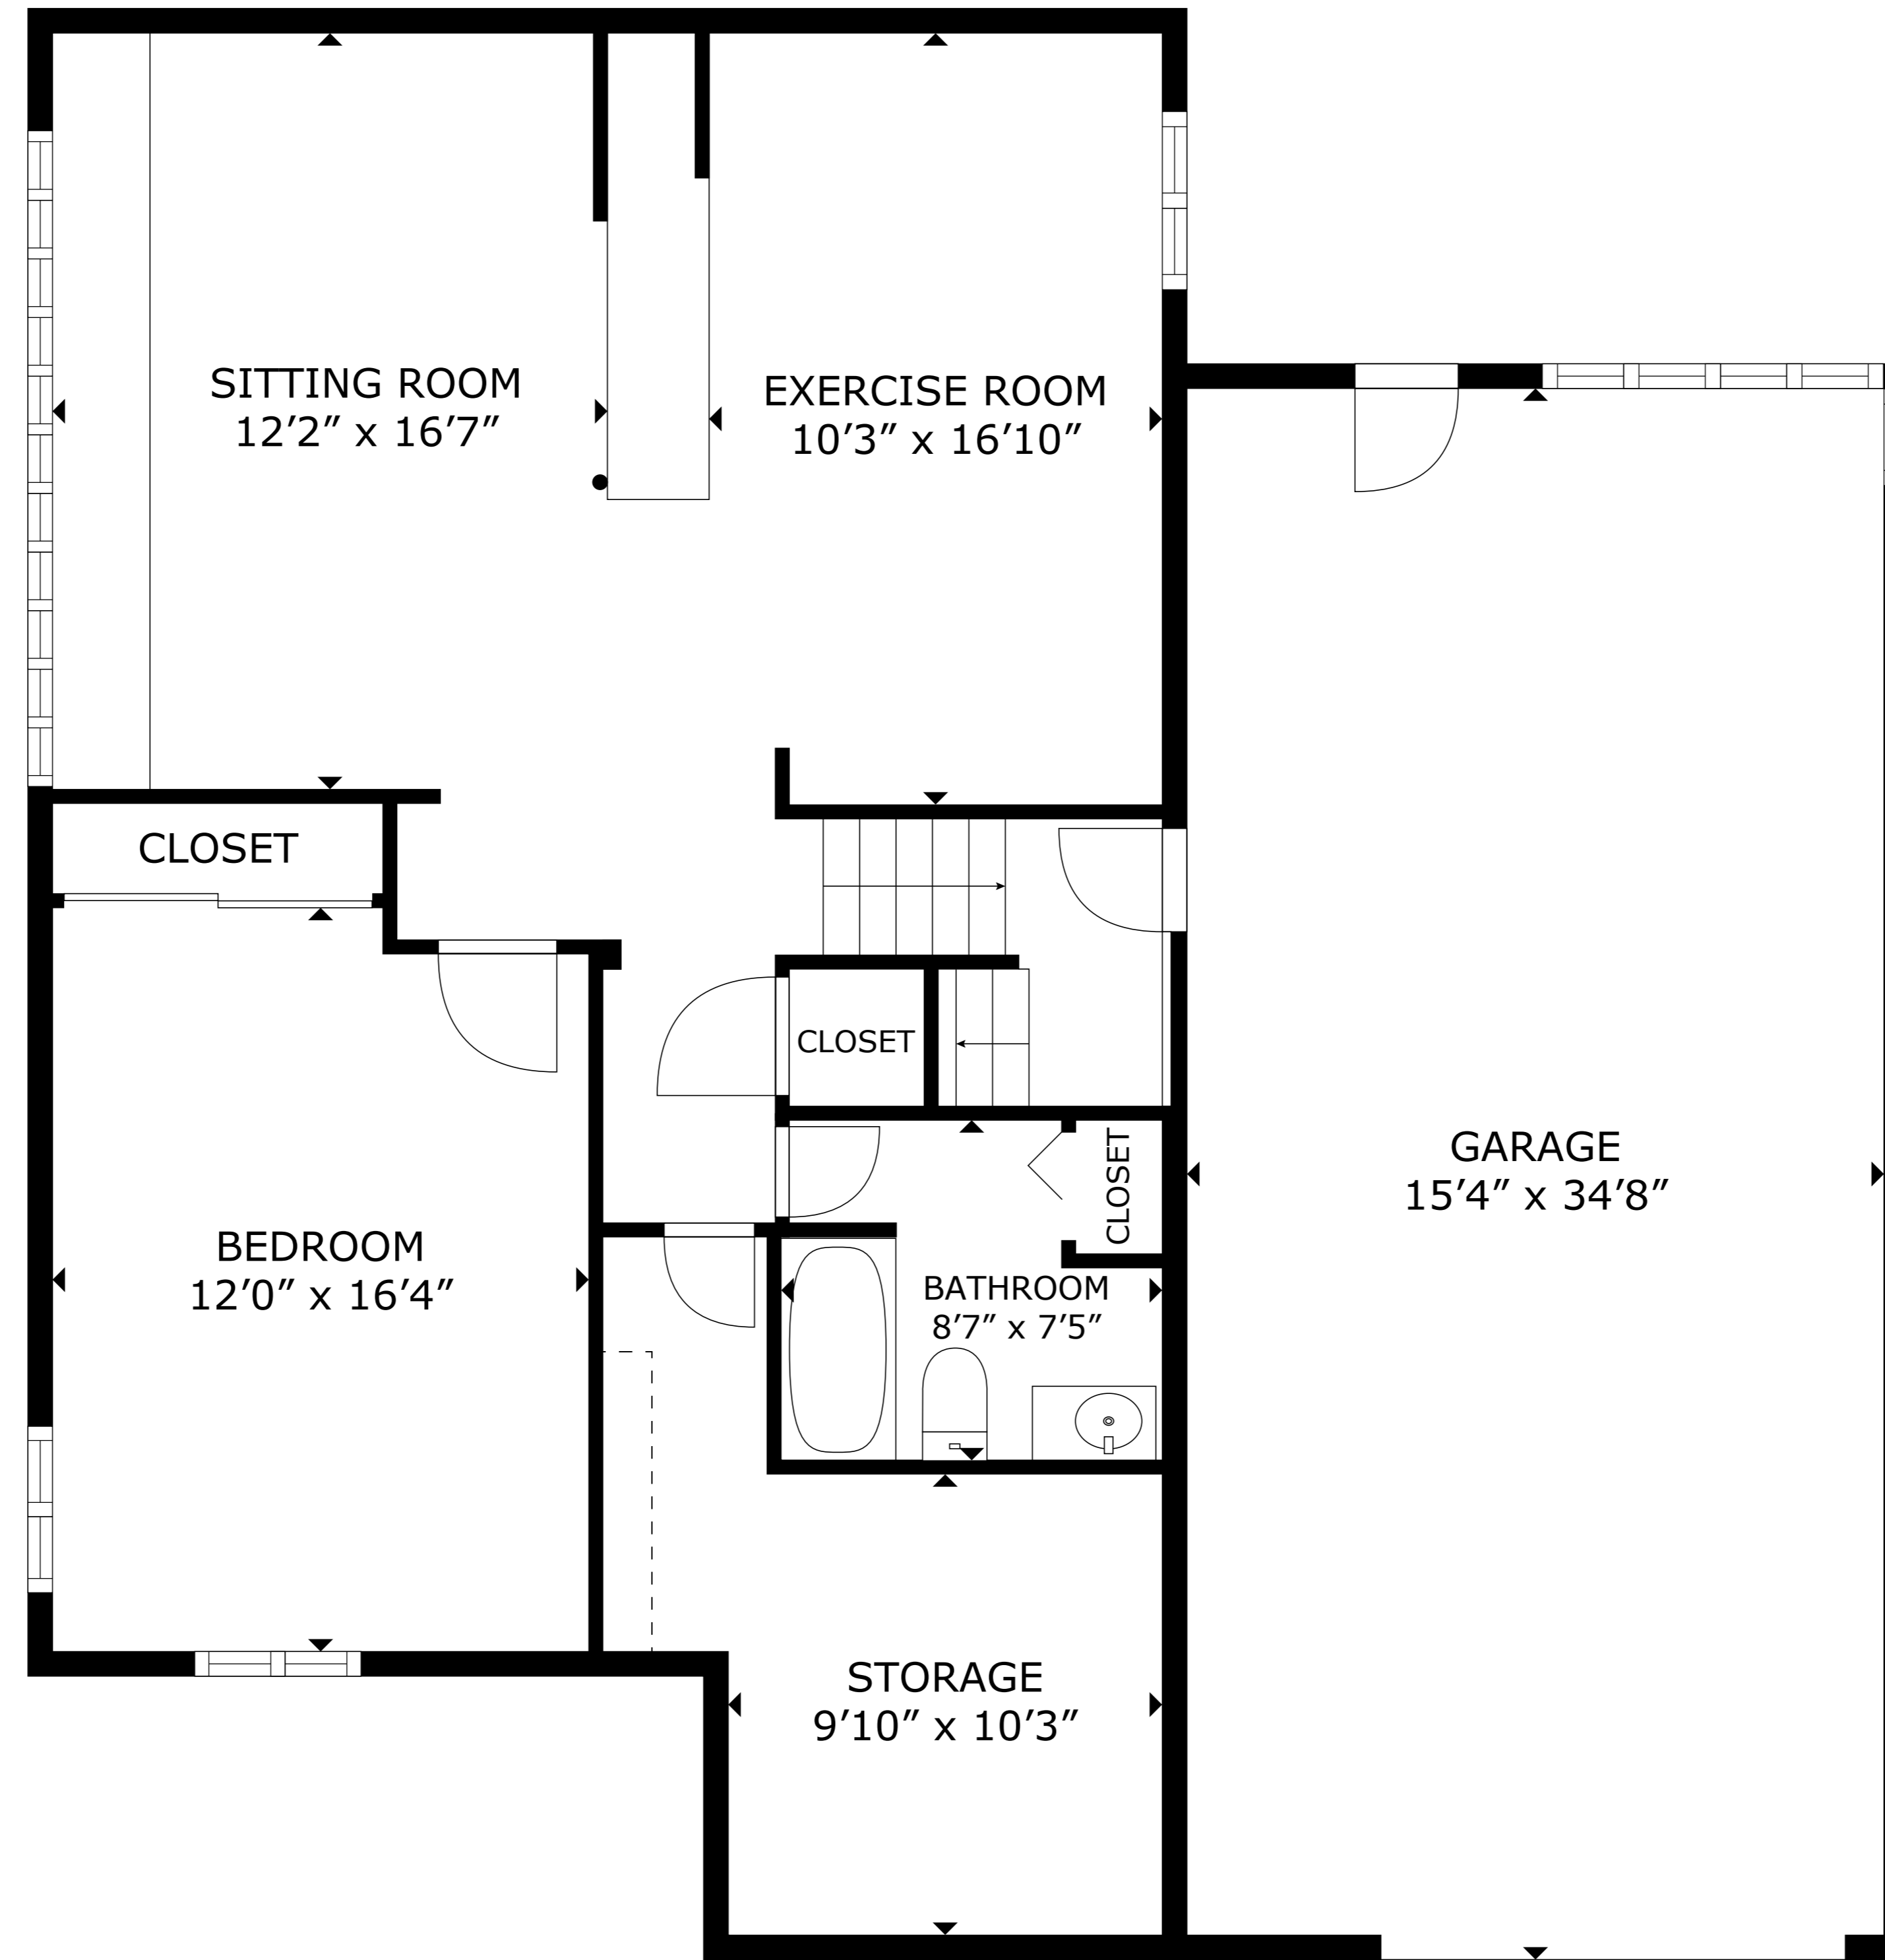 SITTING ROOM
12′2″ x 16′7″
EXERCISE ROOM
10′3″ x 16′10″
CLOSET
CLOSET
CLOSET
GARAGE
15′4″ x 34′8″
BEDROOM
12′0″ x 16′4″
BATHROOM
8′7″ x 7′5″
STORAGE
9′10″ x 10′3″